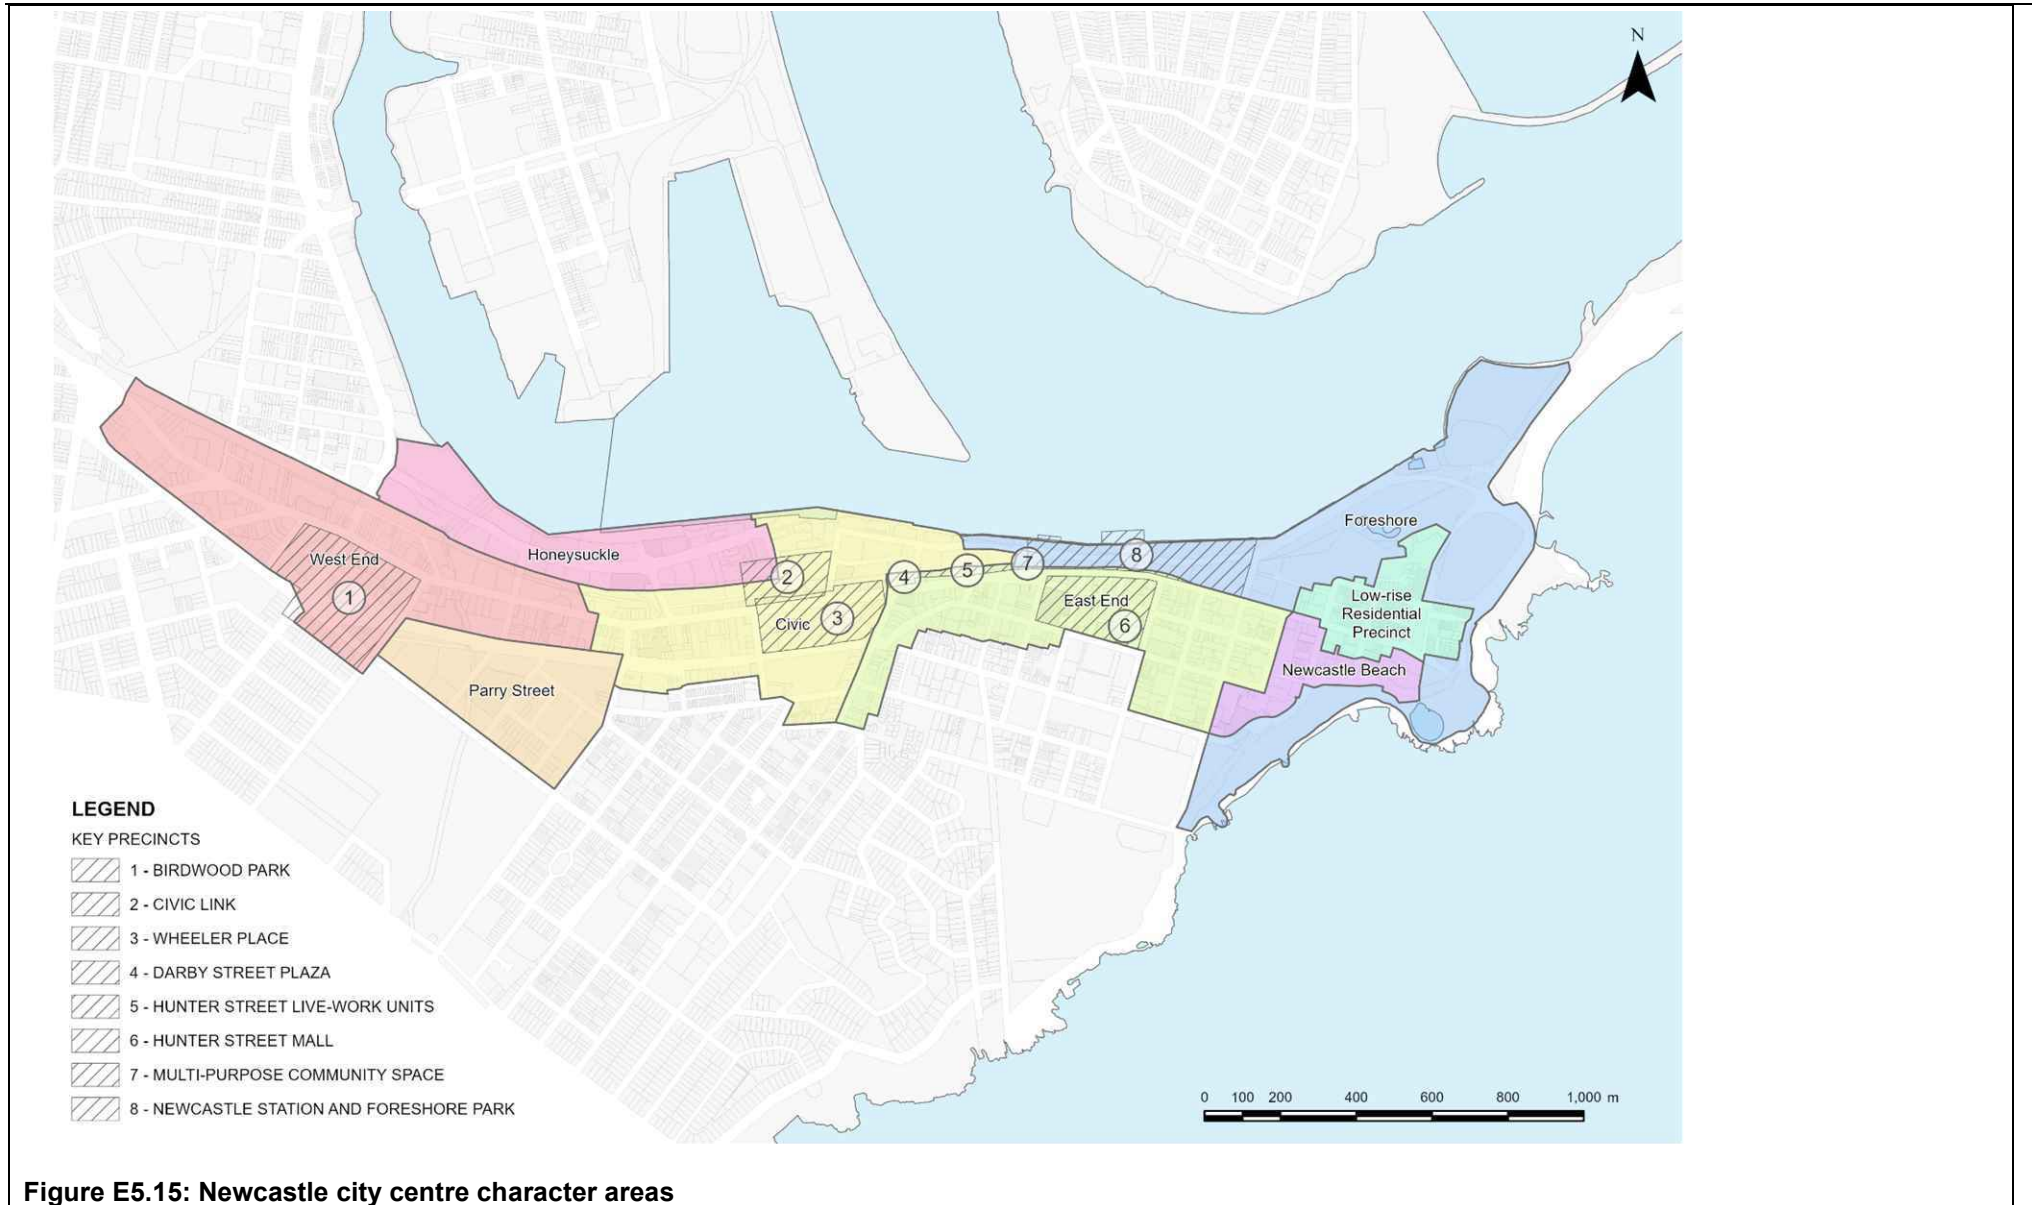 N
Foreshore
West End
Honeysuckle
1
2
3
4
5
6
7
8
Civic
East End
Low-rise
Residential
Precinct
Newcastle Beach
Parry Street
LEGEND
KEY PRECINCTS
1 - BIRDWOOD PARK
2 - CIVIC LINK
3 - WHEELER PLACE
4 - DARBY STREET PLAZA
5 - HUNTER STREET LIVE-WORK UNITS
6 - HUNTER STREET MALL
7 - MULTI-PURPOSE COMMUNITY SPACE
8 - NEWCASTLE STATION AND FORESHORE PARK
0 100 200 400 600 800 1,000 m
Figure E5.15: Newcastle city centre character areas